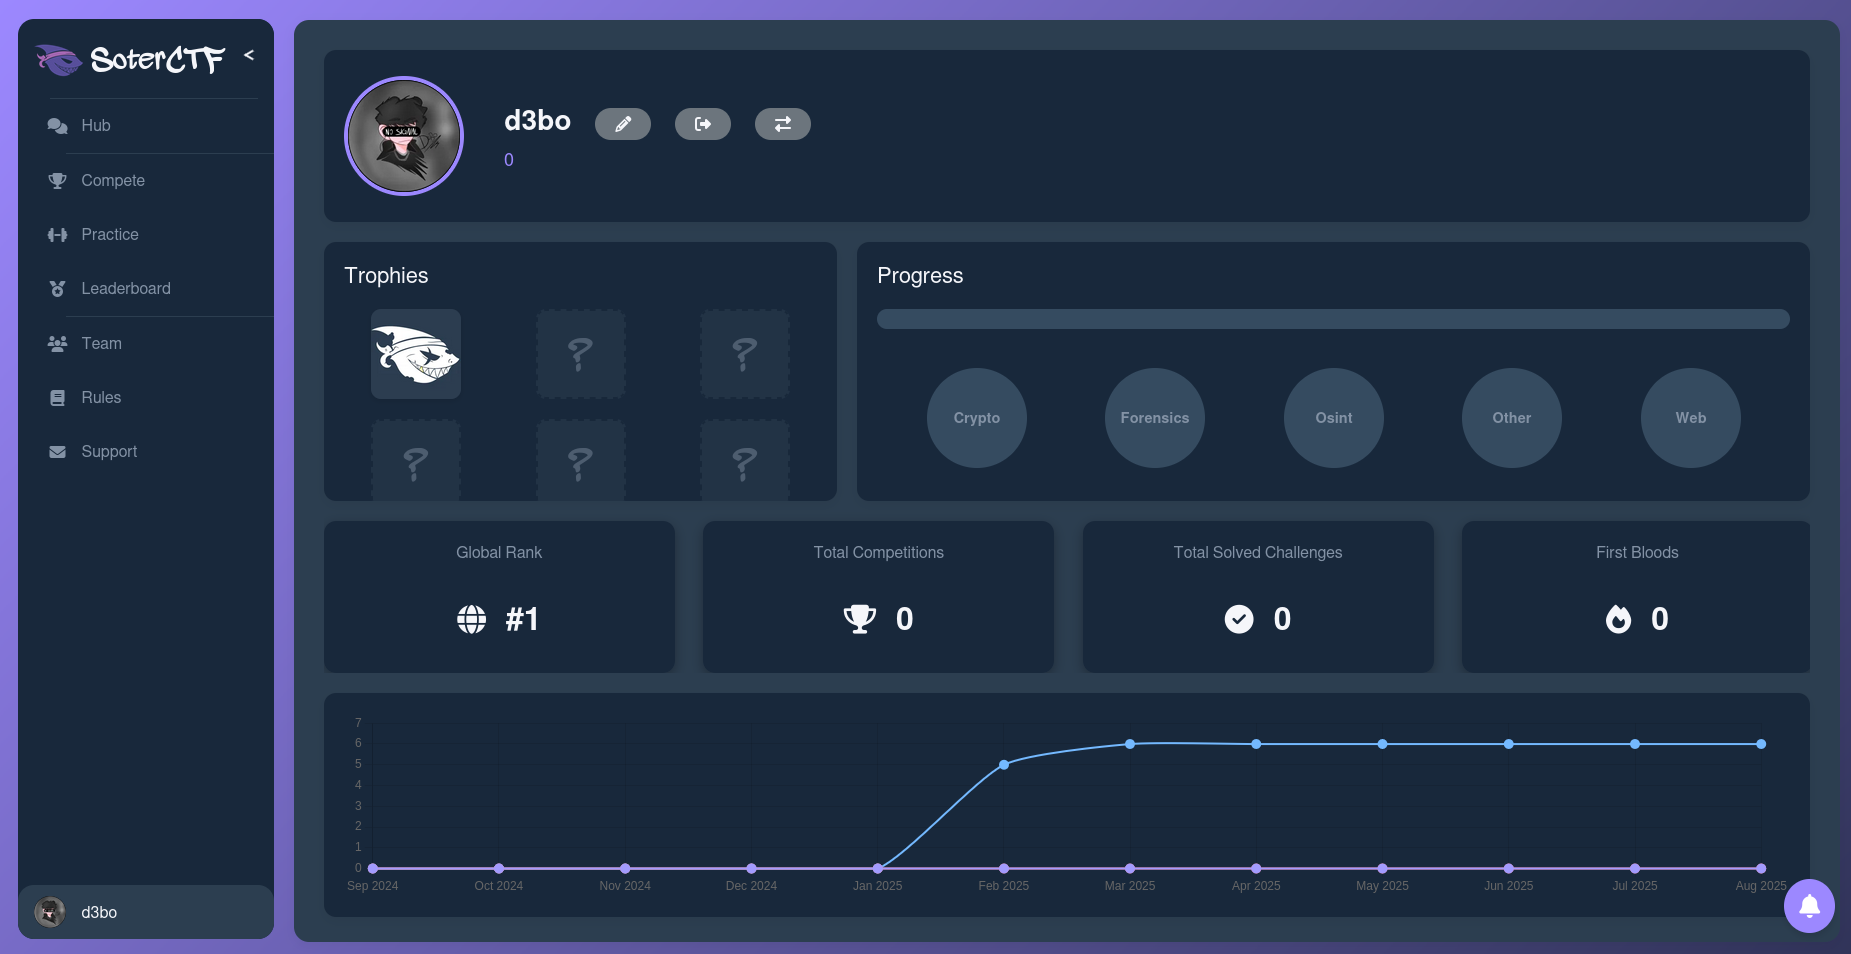 SoterCTF <
Hub
Compete
Practice
Leaderboard
Team
Rules
Support
d3bo
d3bo
0
NO SIGNAL
Trophies
? ?
? ? ?
Progress
Crypto Forensics Osint Other Web
Global Rank
#1
Total Competitions
0
Total Solved Challenges
0
First Bloods
0
7
6
5
4
3
2
1
0
Sep 2024 Oct 2024 Nov 2024 Dec 2024 Jan 2025 Feb 2025 Mar 2025 Apr 2025 May 2025 Jun 2025 Jul 2025 Aug 2025